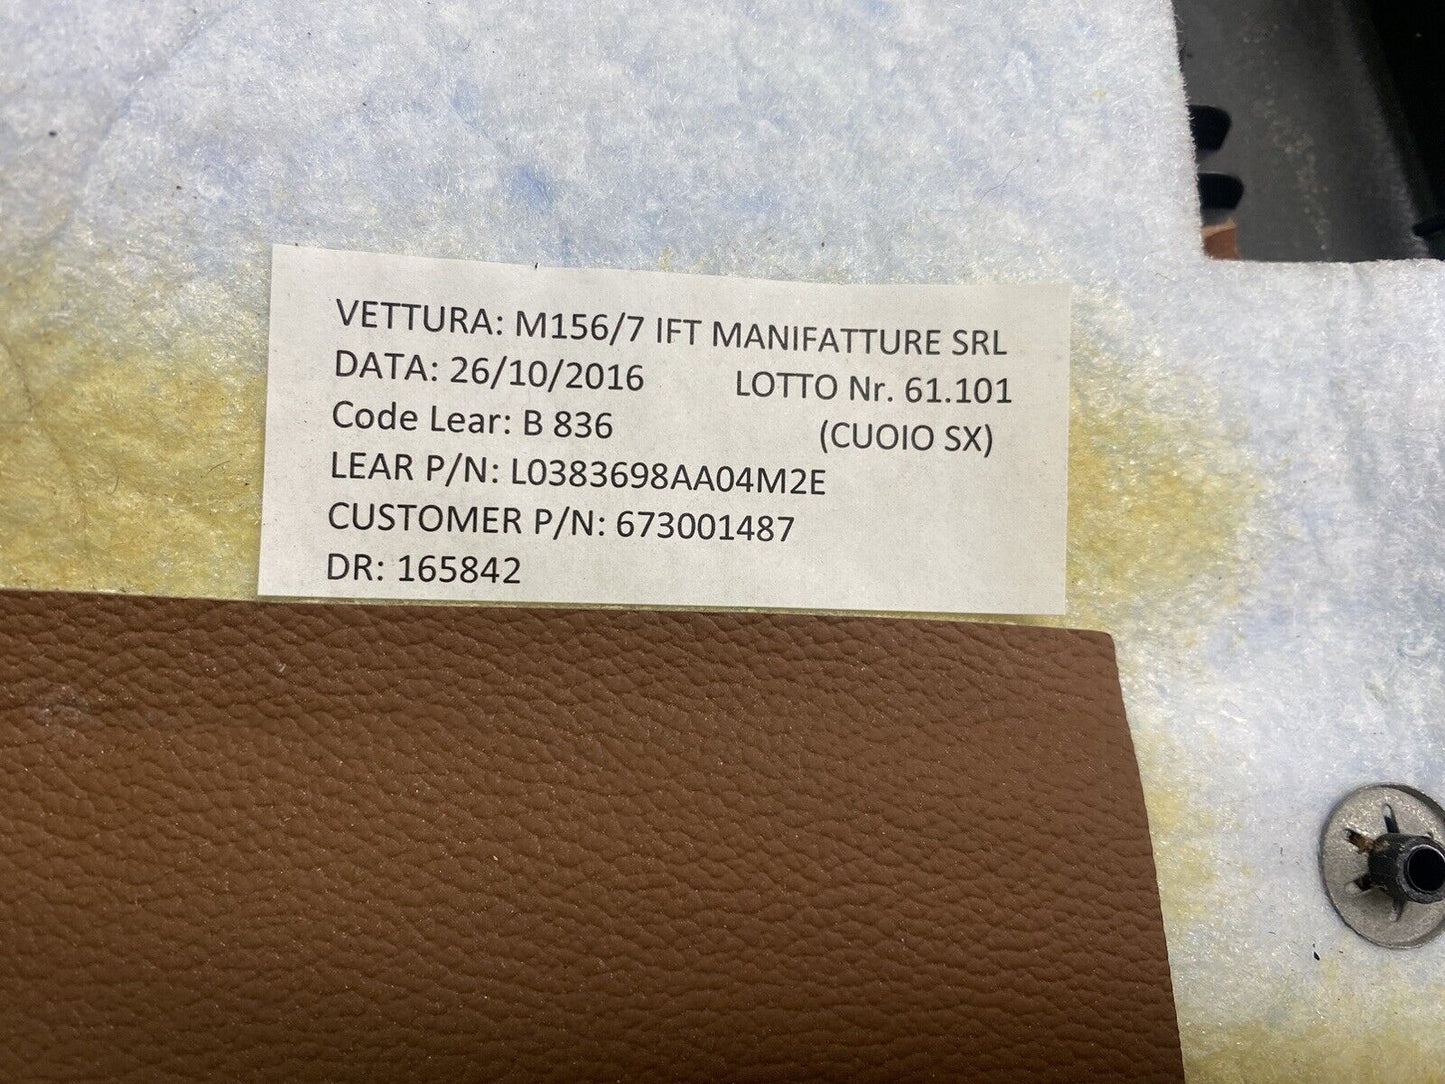 VETTURA: M156/7 IFT MANIFATTURE SRL
DATA: 26/10/2016 LOTTO Nr. 61.101
Code Lear: B 836 (CUOIO SX)
LEAR P/N: L0383698AA04M2E
CUSTOMER P/N: 673001487
DR: 165842